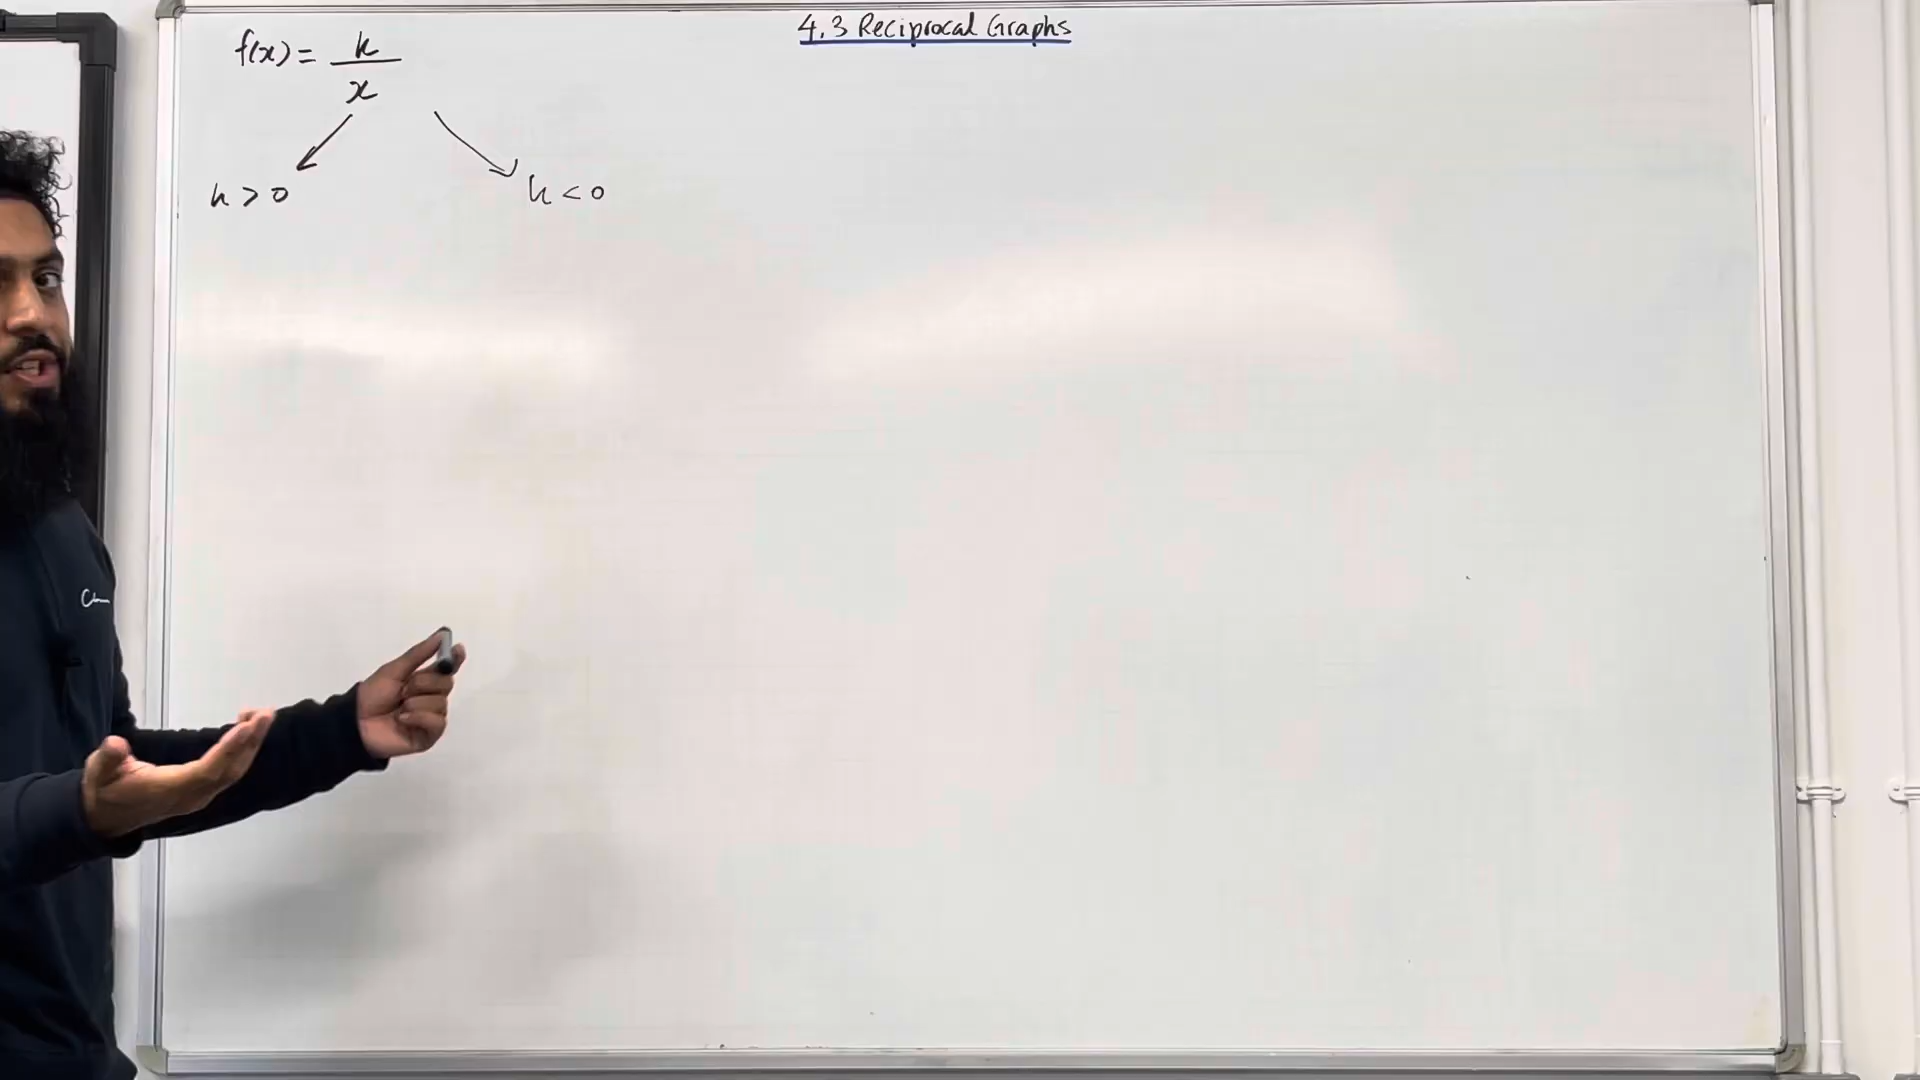 4.3 Reciprocal Graphs
f(x) = k
x
k > 0 k < 0